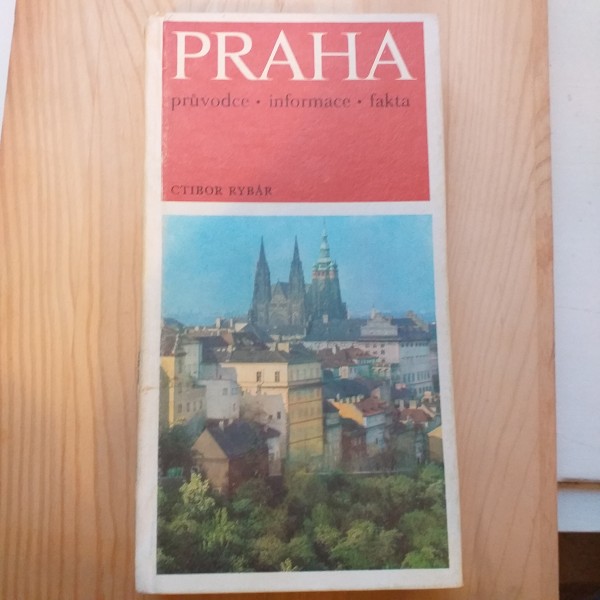 PRAHA
průvodce • informace • fakta
CTIBOR RYBÁR